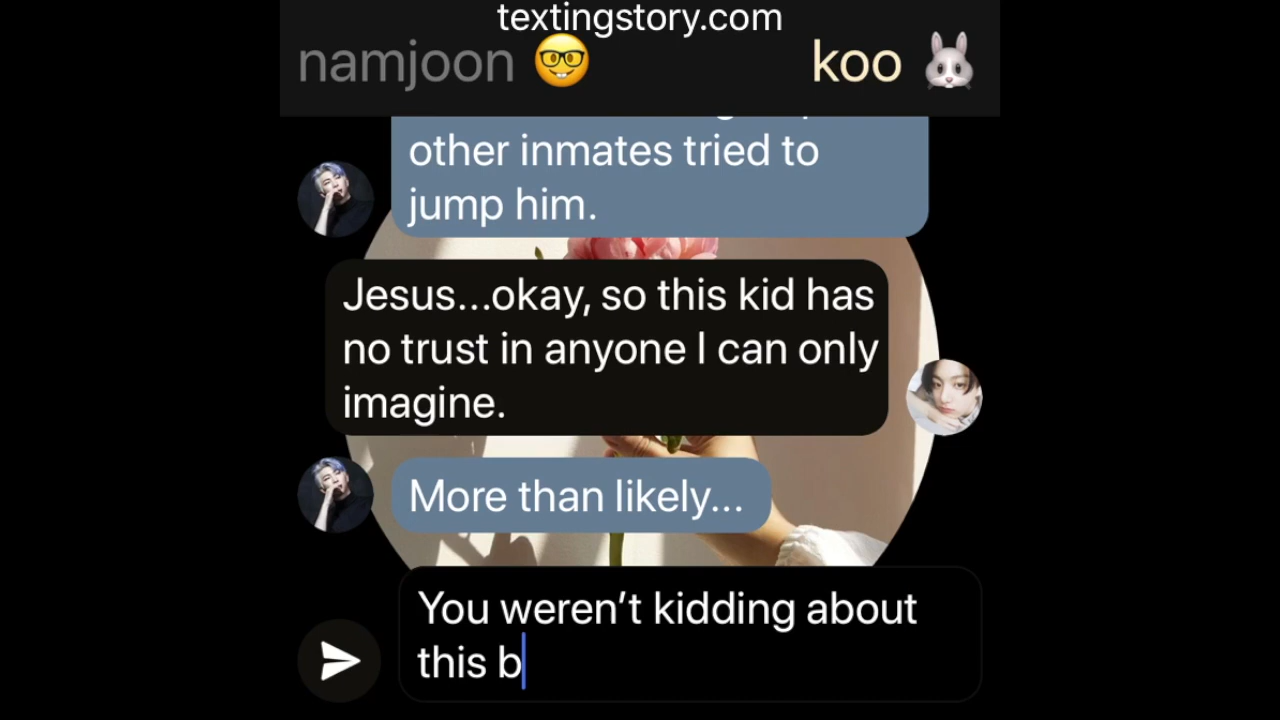 textingstory.com
namjoon 🤓 koo 🐰
other inmates tried to
jump him.
Jesus...okay, so this kid has
no trust in anyone I can only
imagine.
More than likely...
You weren't kidding about
this b